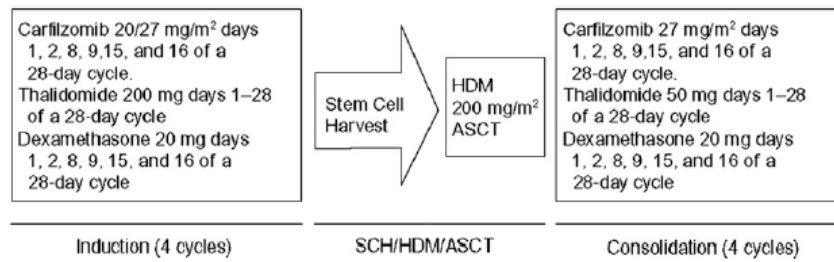 Carfilzomib 20/27 mg/m² days
1, 2, 8, 9,15, and 16 of a
28-day cycle.
Thalidomide 200 mg days 1–28
of a 28-day cycle
Dexamethasone 20 mg days
1, 2, 8, 9, 15, and 16 of a
28-day cycle
Stem Cell
Harvest
HDM
200 mg/m²
ASCT
Carfilzomib 27 mg/m² days
1, 2, 8, 9,15, and 16 of a
28-day cycle.
Thalidomide 50 mg days 1–28
of a 28-day cycle
Dexamethasone 20 mg days
1, 2, 8, 9, 15, and 16 of a
28-day cycle
Induction (4 cycles)
SCH/HDM/ASCT
Consolidation (4 cycles)